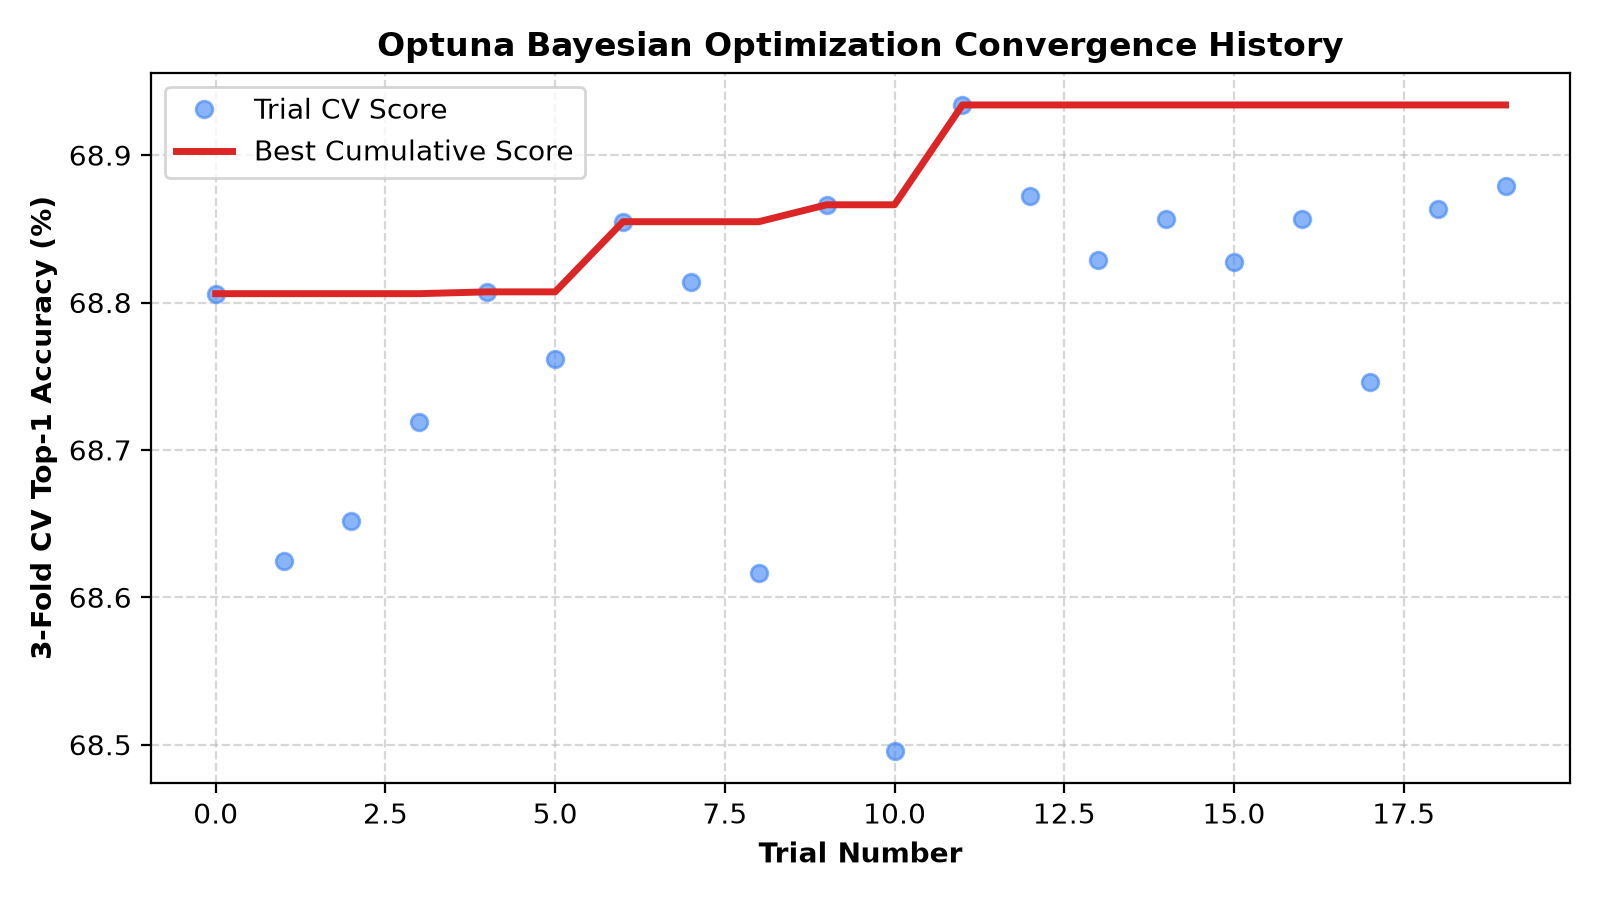 Optuna Bayesian Optimization Convergence History
Trial CV Score
Best Cumulative Score
3-Fold CV Top-1 Accuracy (%)
68.9
68.8
68.7
68.6
68.5
0.0 2.5 5.0 7.5 10.0 12.5 15.0 17.5
Trial Number